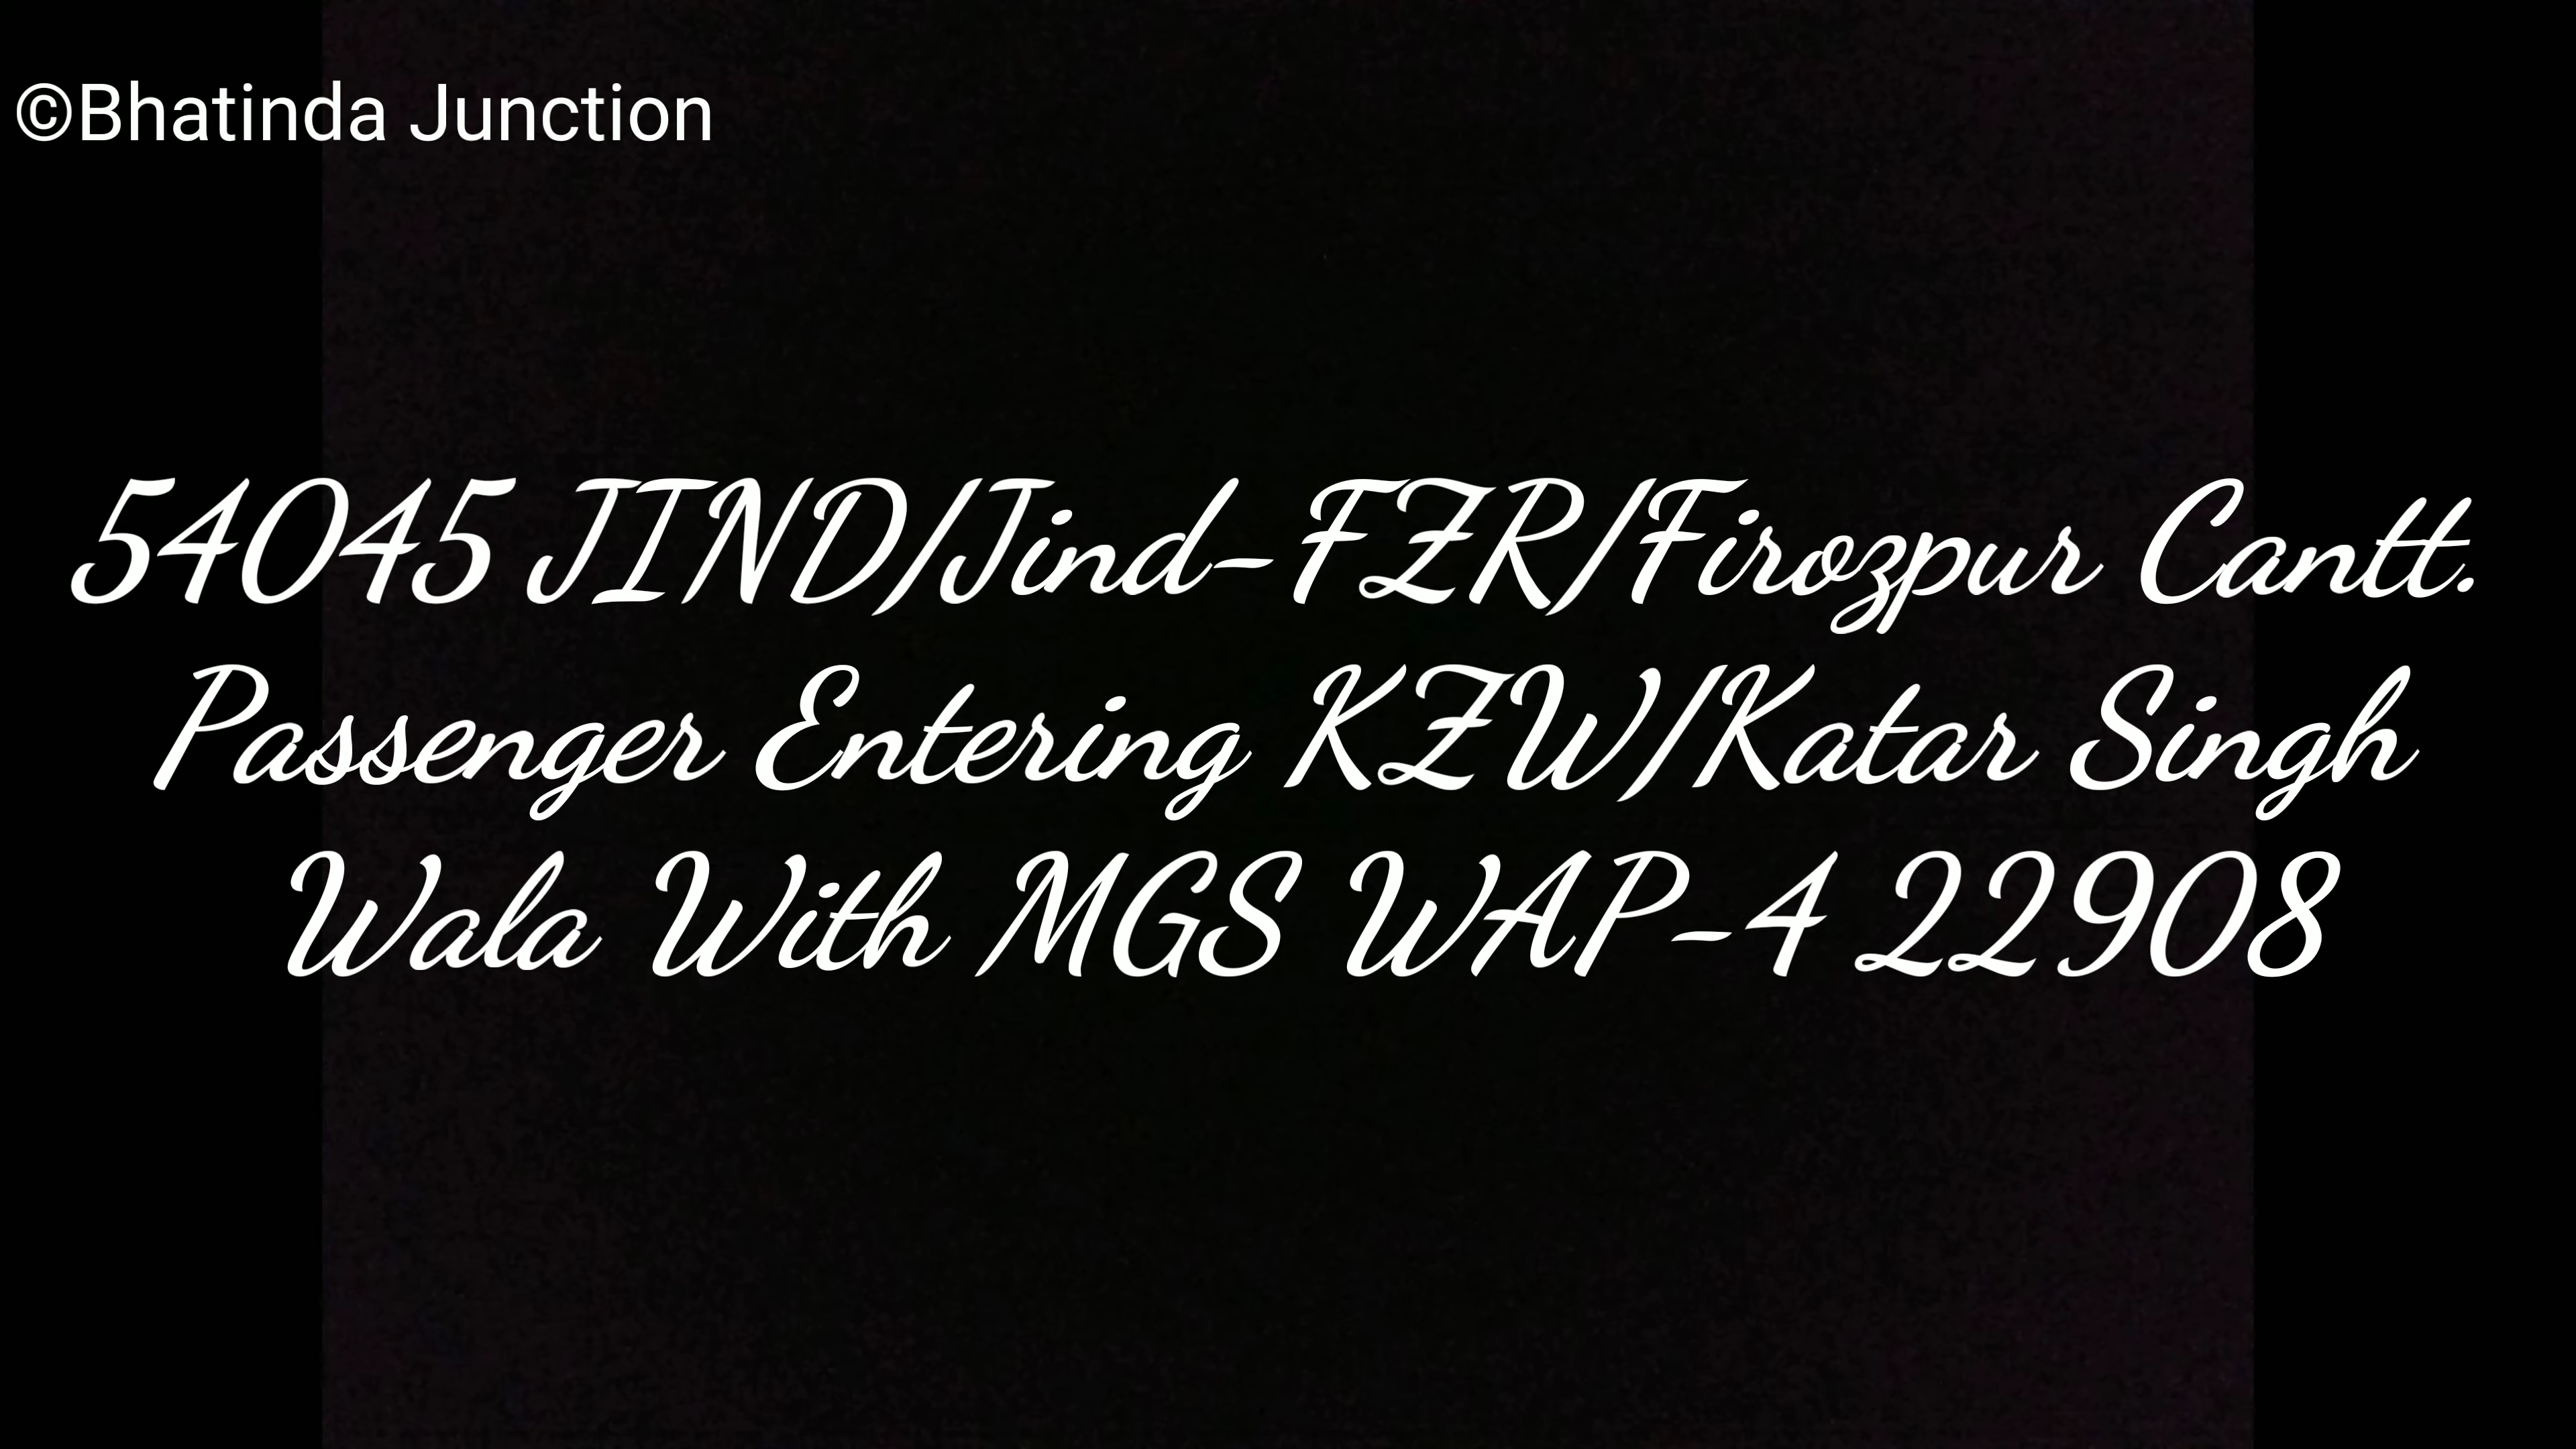 ©Bhatinda Junction
54045 JIND/Jind-FZR/Firozpur Cantt.
Passenger Entering KZW/Katar Singh
Wala With MGS WAP-4 22908